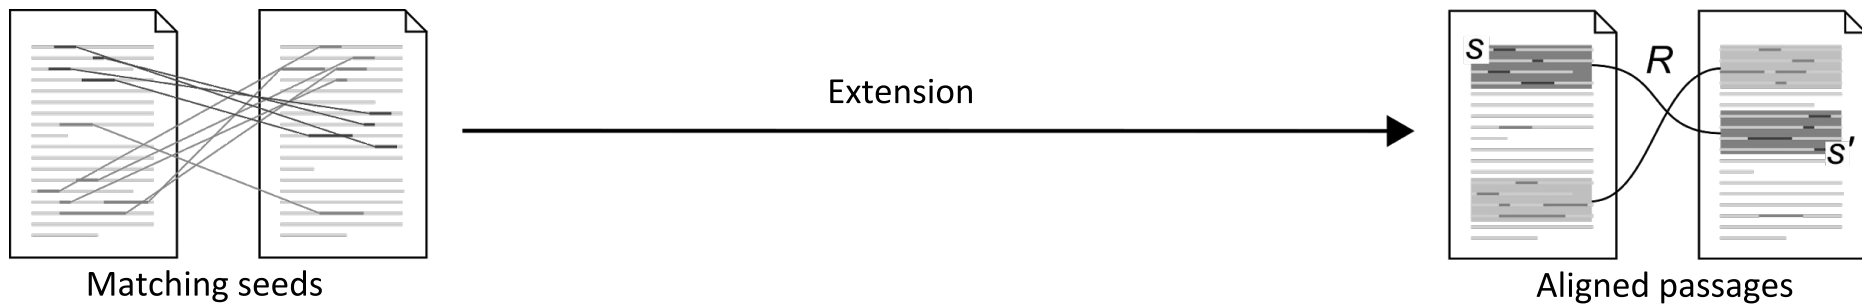 Extension
s
R
s'
Matching seeds
Aligned passages